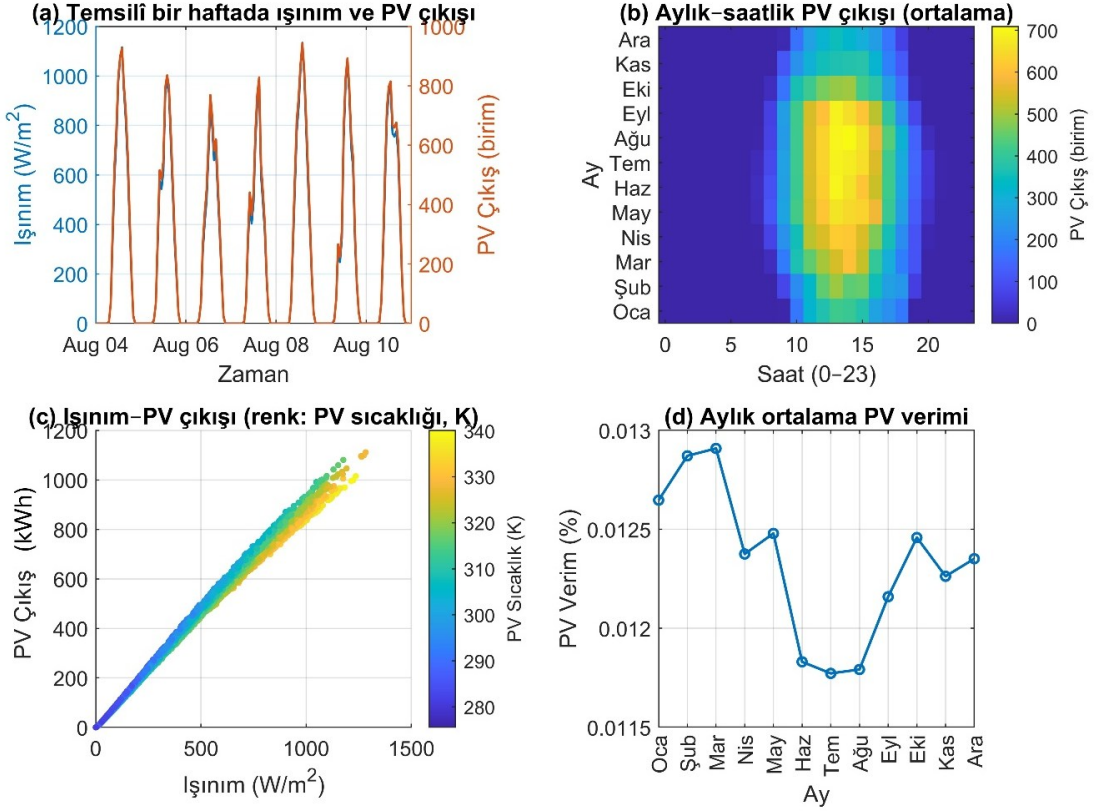 (a) Temsilî bir haftada ışınım ve PV çıkışı
1200
1000
800
600
400
200
0
Işınım (W/m²)
1000
800
600
400
200
0
PV Çıkış (birim)
Aug 04
Aug 06
Aug 08
Aug 10
Zaman
(b) Aylık–saatlik PV çıkışı (ortalama)
Ara
Kas
Eki
Eyl
Ağu
Tem
Haz
May
Nis
Mar
Şub
Oca
Ay
0
5
10
15
20
Saat (0–23)
700
600
500
400
300
200
100
0
PV Çıkış (birim)
(c) Işınım–PV çıkışı (renk: PV sıcaklığı, K)
1200
1000
800
600
400
200
0
PV Çıkış (kWh)
0
500
1000
1500
Işınım (W/m²)
340
330
320
310
300
290
280
PV Sıcaklık (K)
(d) Aylık ortalama PV verimi
0.013
0.0125
0.012
0.0115
PV Verim (%)
Oca
Şub
Mar
Nis
May
Haz
Tem
Ağu
Eyl
Eki
Kas
Ara
Ay